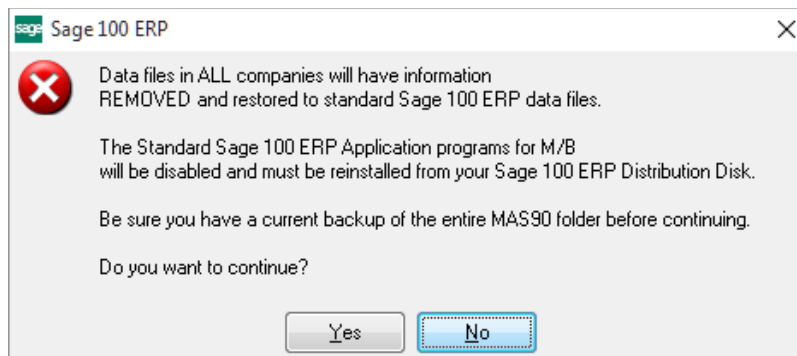 sage Sage 100 ERP
Data files in ALL companies will have information
REMOVED and restored to standard Sage 100 ERP data files.
The Standard Sage 100 ERP Application programs for M/B
will be disabled and must be reinstalled from your Sage 100 ERP Distribution Disk.
Be sure you have a current backup of the entire MAS90 folder before continuing.
Do you want to continue?
Yes No